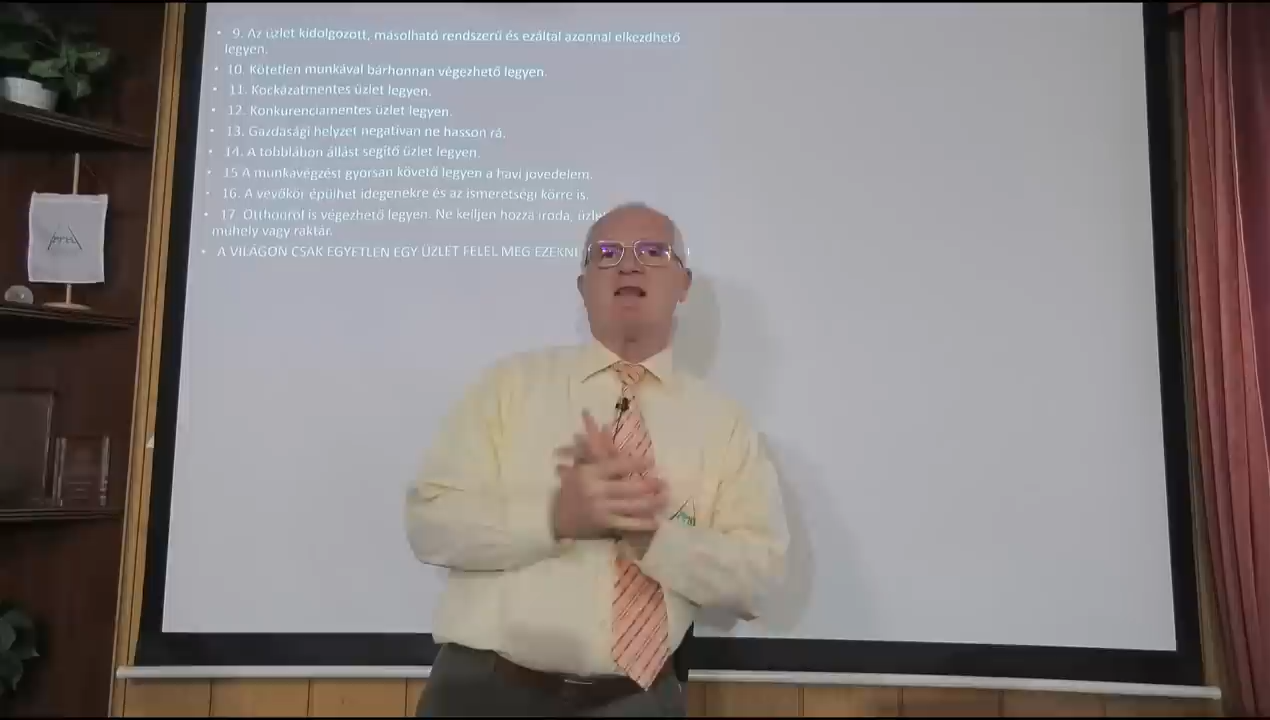 • 9. Az üzlet kidolgozott, másolható rendszerű és ezáltal azonnal elkezdhető
legyen.
• 10. Kötetlen munkával bárhonnan végezhető legyen.
• 11. Kockázatmentes üzlet legyen.
• 12. Konkurenciamentes üzlet legyen.
• 13. Gazdasági helyzet negatívan ne hasson rá.
• 14. A többlábon állást segítő üzlet legyen.
• 15 A munkavégzést gyorsan követő legyen a havi jövedelem.
• 16. A vevőkör épülhet idegenekre és az ismeretségi körre is.
• 17. Otthonról is végezhető legyen. Ne kelljen hozzá iroda,
műhely vagy raktár.
• A VILÁGON CSAK EGYETLEN EGY ÜZLET FELEL MEG